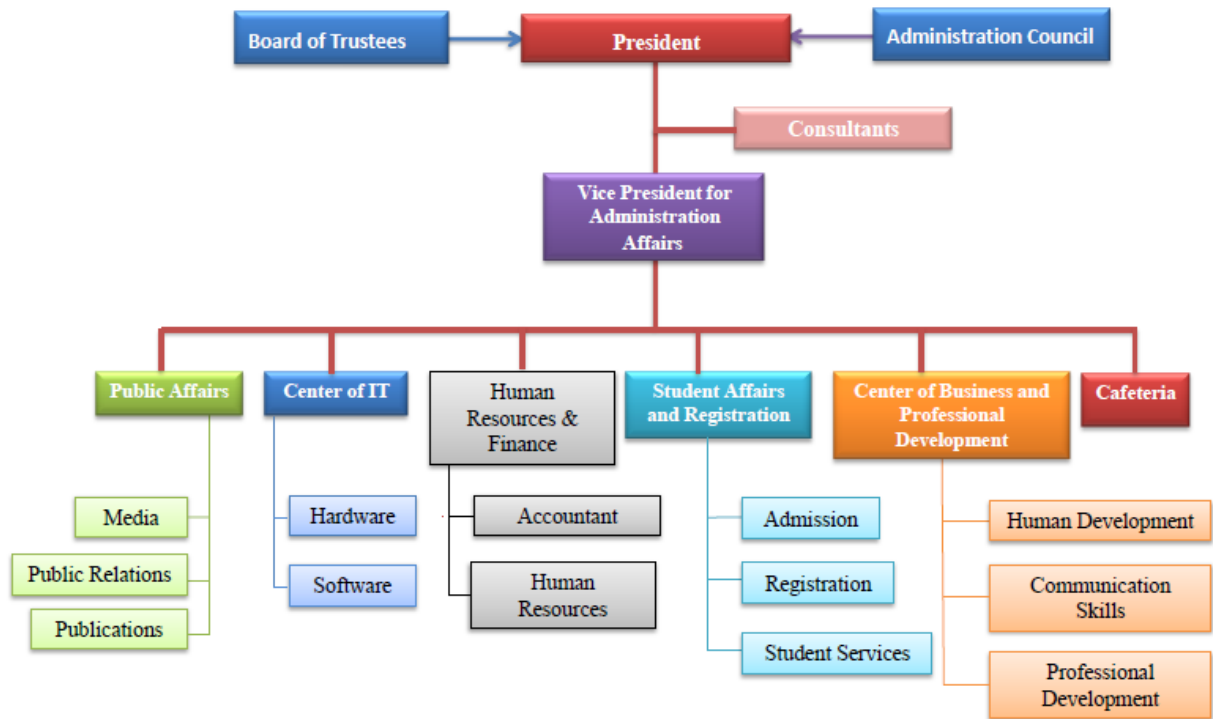 Board of Trustees
President
Administration Council
Consultants
Vice President for
Administration
Affairs
Public Affairs
Center of IT
Human
Resources &
Finance
Student Affairs
and Registration
Center of Business and
Professional
Development
Cafeteria
Media
Public Relations
Publications
Hardware
Software
Accountant
Human
Resources
Admission
Registration
Student Services
Human Development
Communication
Skills
Professional
Development